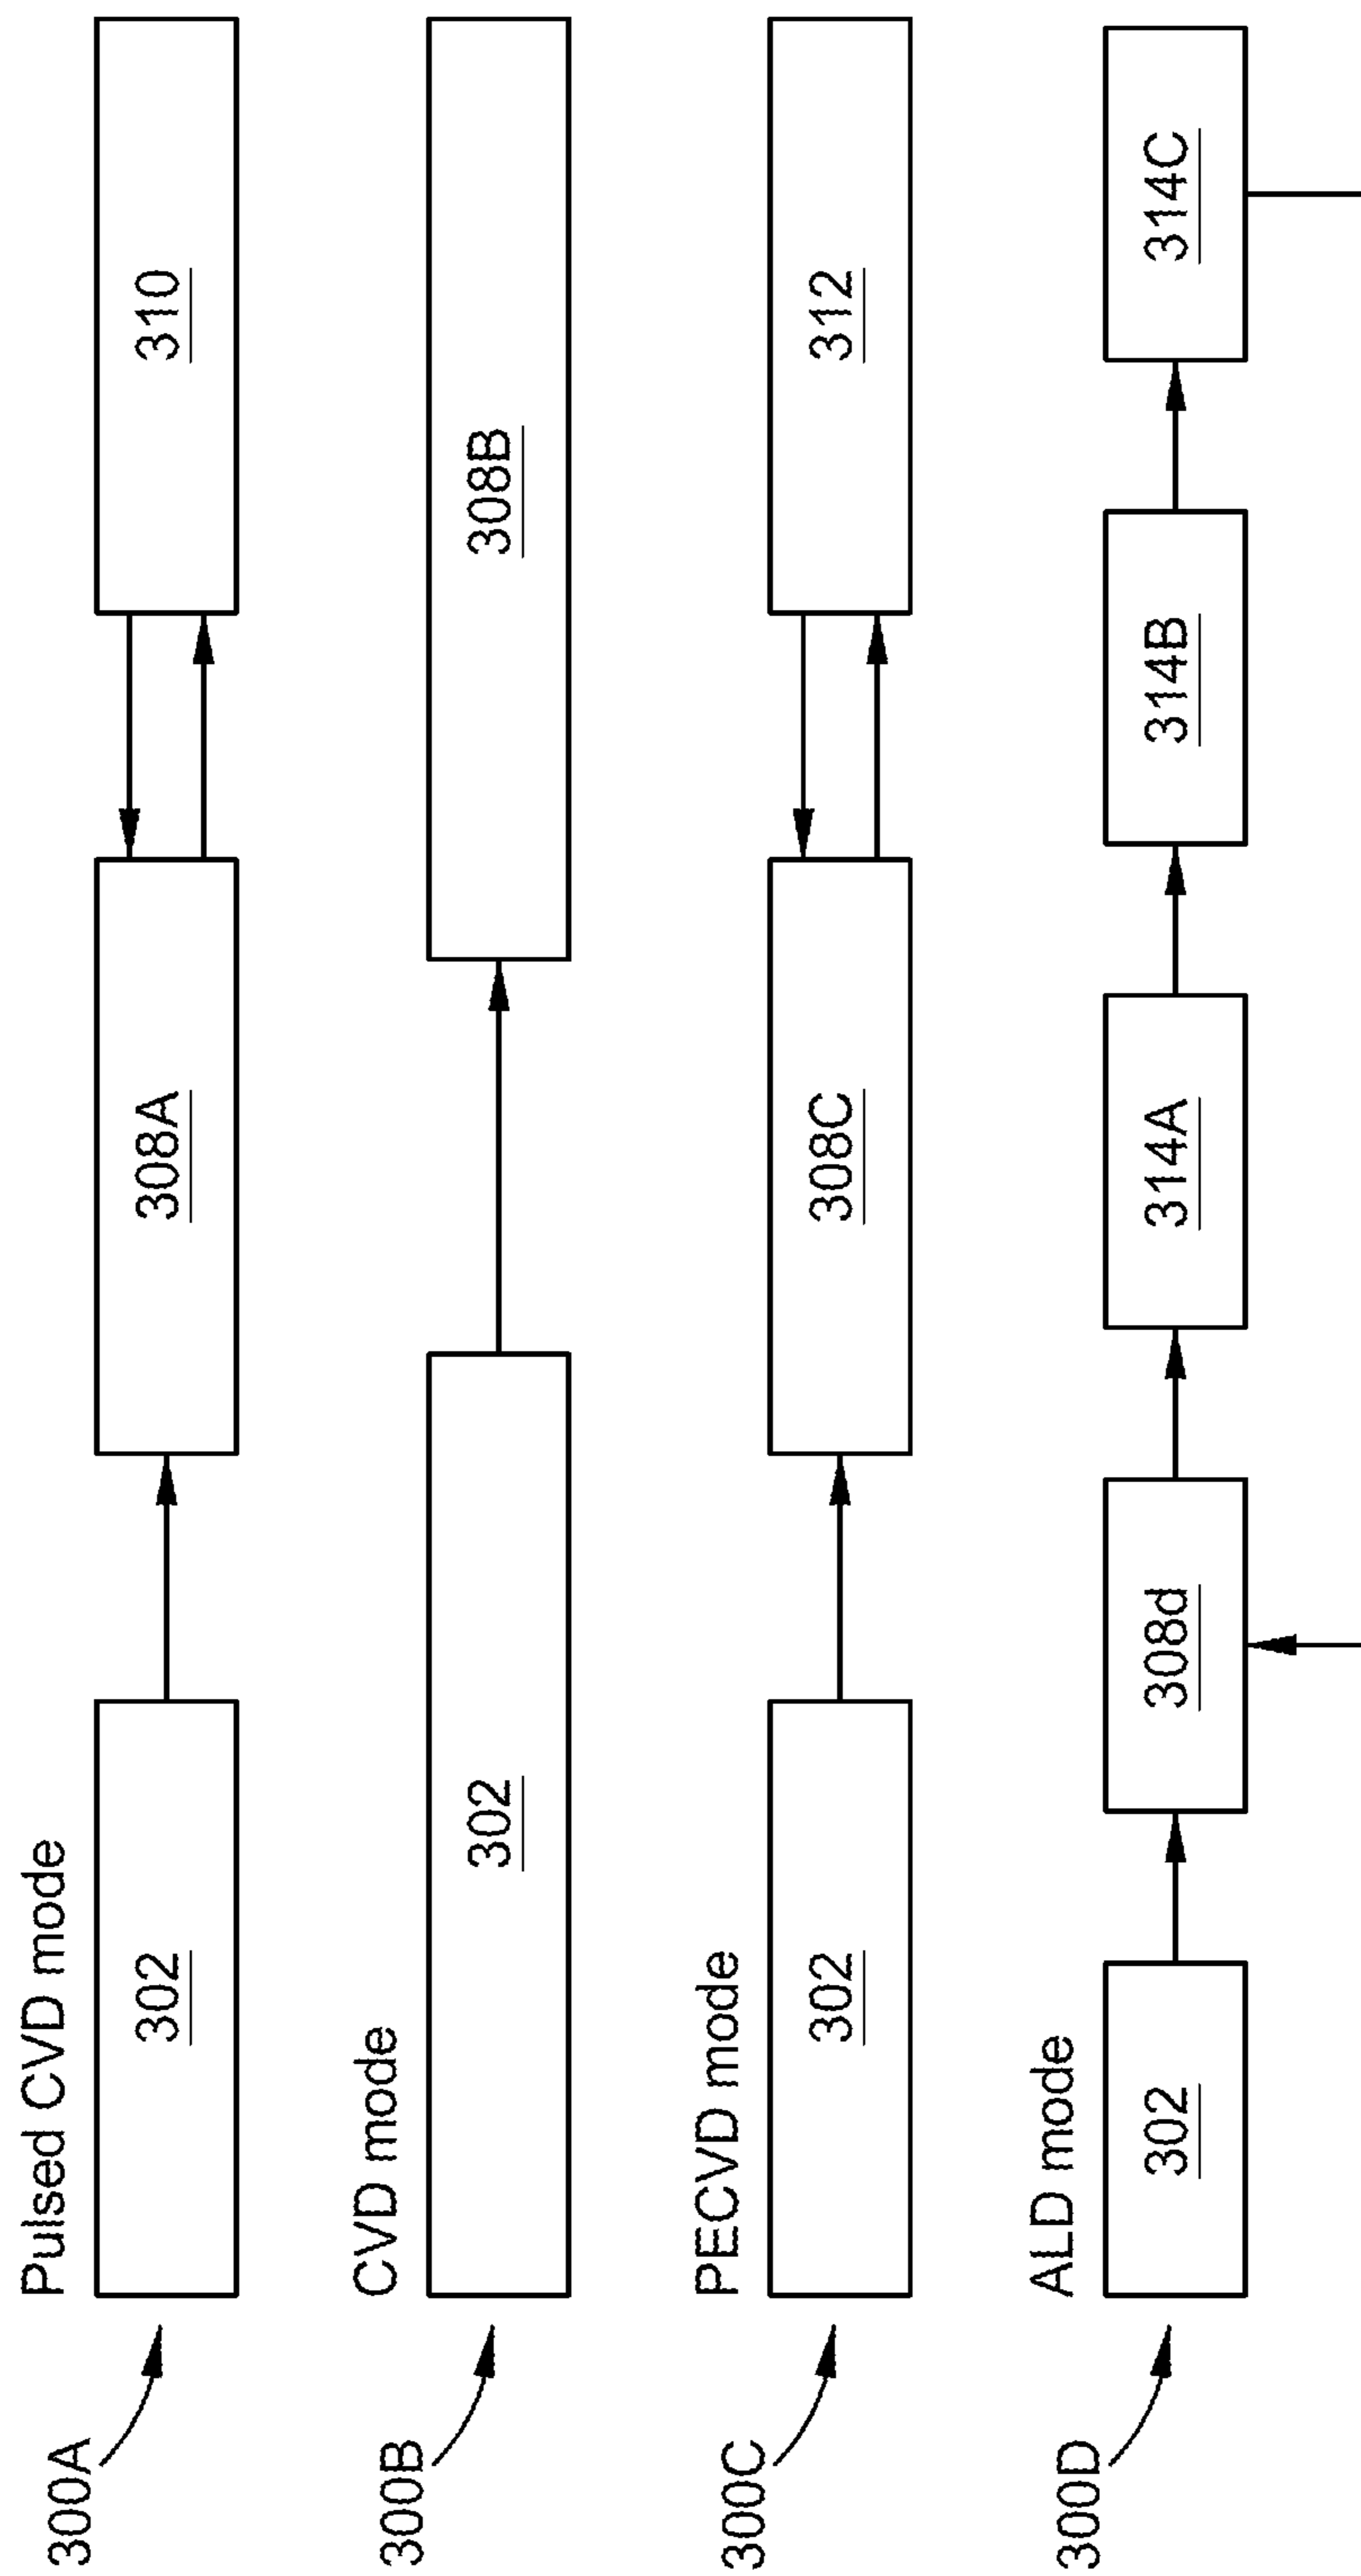 Pulsed CVD mode
300A
302
308A
310
CVD mode
300B
302
308B
PECVD mode
300C
302
308C
312
ALD mode
300D
302
308d
314A
314B
314C